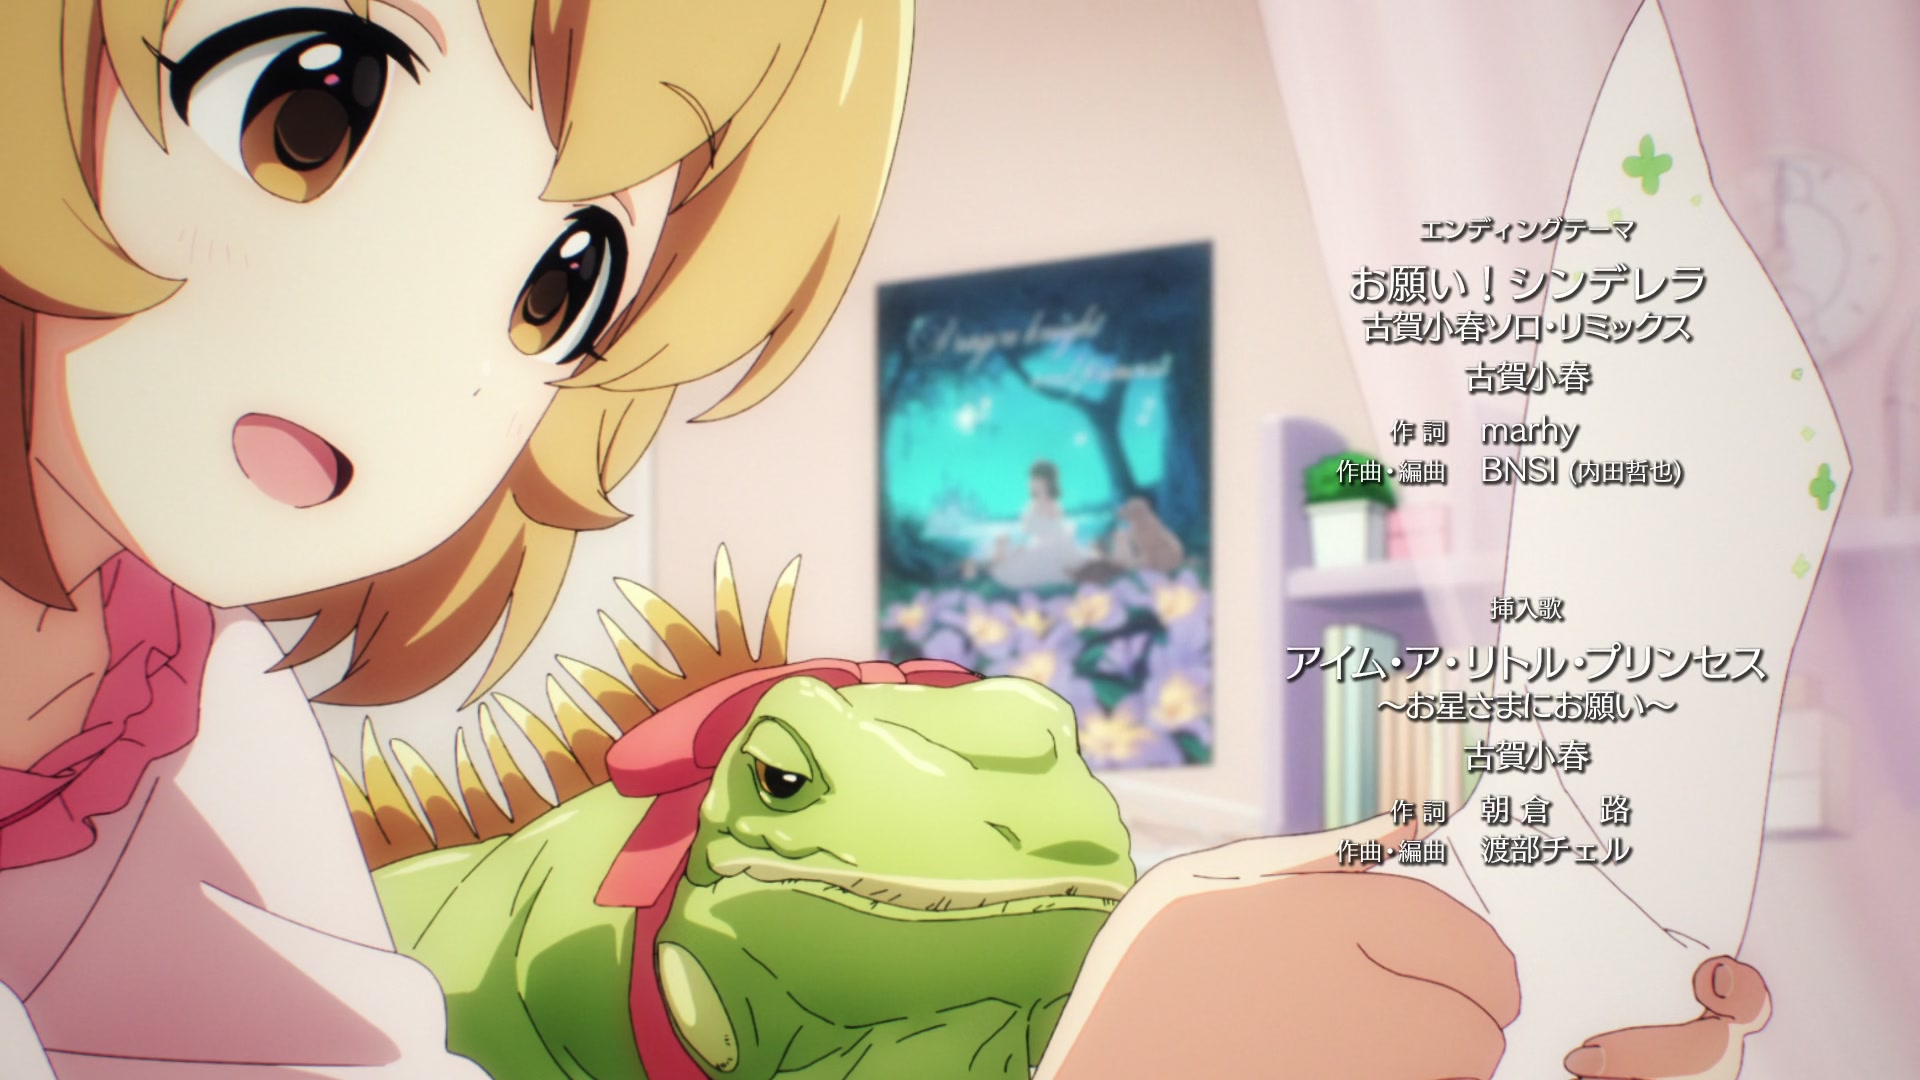 エンディングテーマ
お願い！シンデレラ
古賀小春ソロ・リミックス
古賀小春
作詞 marhy
作曲・編曲 BNSI (内田哲也)
挿入歌
アイム・ア・リトル・プリンセス
～お星さまにお願い～
古賀小春
作詞 朝倉 路
作曲・編曲 渡部チェル
Dragon knight